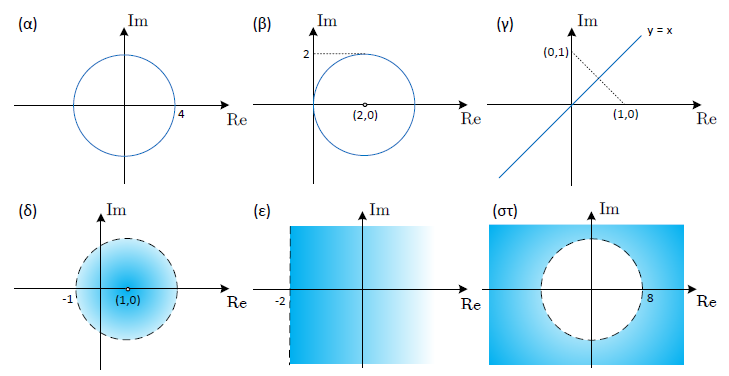 (α)
Im
4
Re
(β)
Im
2
(2,0)
Re
(γ)
Im
y = x
(0,1)
(1,0)
Re
(δ)
Im
-1
(1,0)
Re
(ε)
Im
-2
Re
(στ)
Im
8
Re